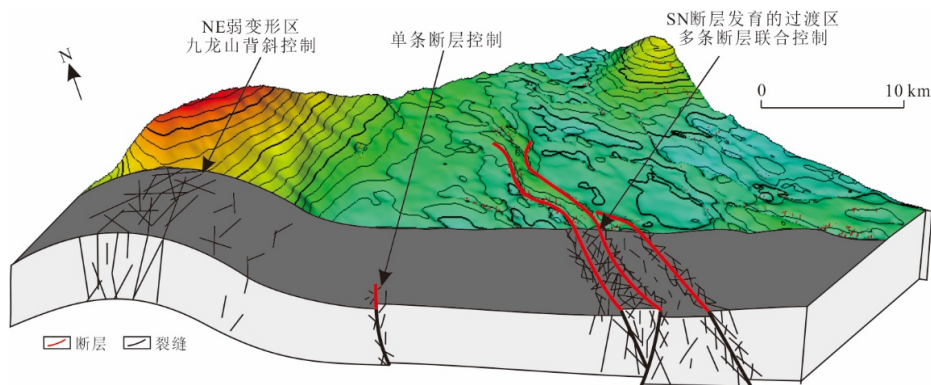 NE弱变形区
九龙山背斜控制
单条断层控制
SN断层发育的过渡区
多条断层联合控制
N
0 10 km
断层 裂缝